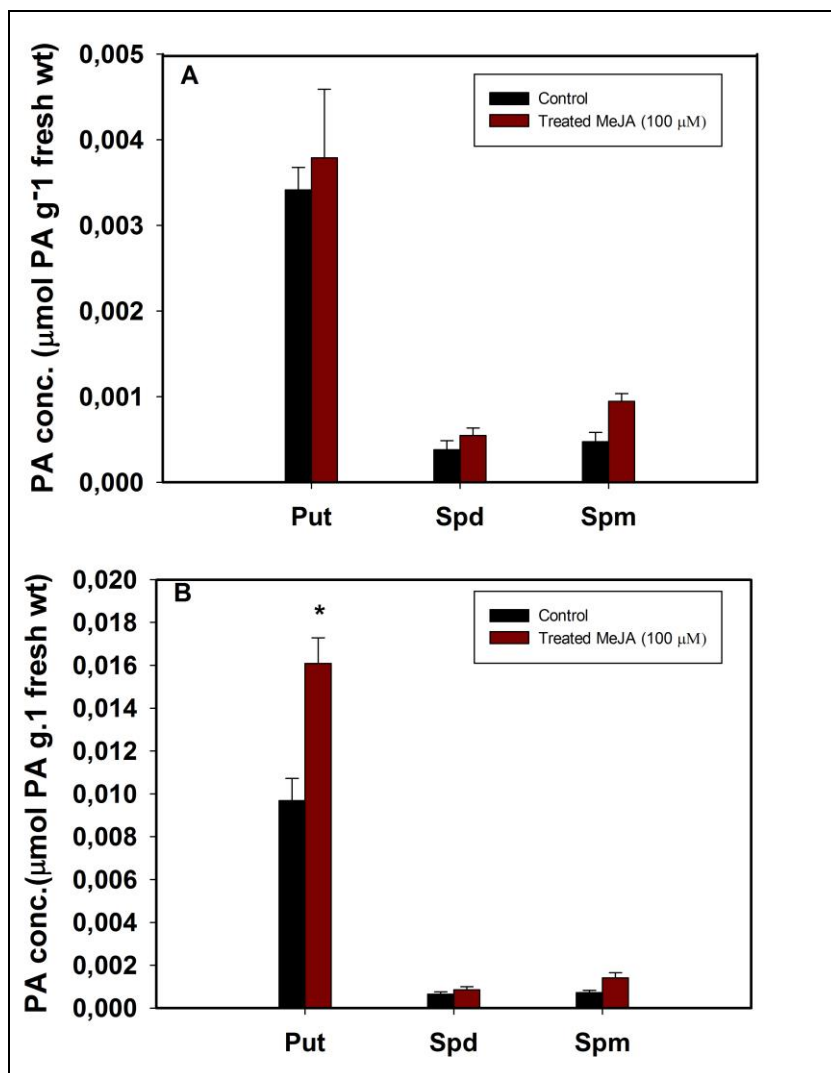 A
Control
Treated MeJA (100 μM)
PA conc. (μmol PA g⁻1 fresh wt)
0,005
0,004
0,003
0,002
0,001
0,000
Put Spd Spm
B
*
Control
Treated MeJA (100 μM)
PA conc.(μmol PA g.1 fresh wt)
0,020
0,018
0,016
0,014
0,012
0,010
0,008
0,006
0,004
0,002
0,000
Put Spd Spm